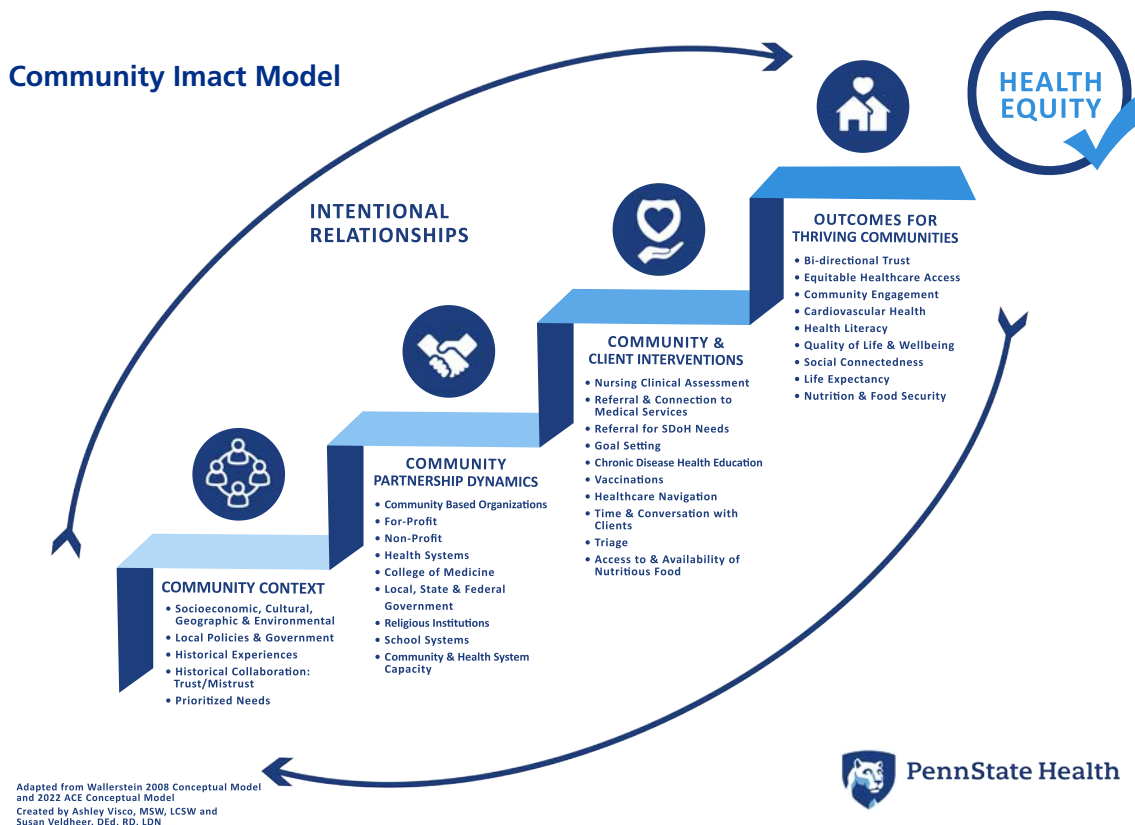 Community Imact Model
HEALTH
EQUITY
INTENTIONAL
RELATIONSHIPS
COMMUNITY CONTEXT
• Socioeconomic, Cultural,
Geographic & Environmental
• Local Policies & Government
• Historical Experiences
• Historical Collaboration:
Trust/Mistrust
• Prioritized Needs
COMMUNITY
PARTNERSHIP DYNAMICS
• Community Based Organizations
• For-Profit
• Non-Profit
• Health Systems
• College of Medicine
• Local, State & Federal
Government
• Religious Institutions
• School Systems
• Community & Health System
Capacity
COMMUNITY &
CLIENT INTERVENTIONS
• Nursing Clinical Assessment
• Referral & Connection to
Medical Services
• Referral for SDoH Needs
• Goal Setting
• Chronic Disease Health Education
• Vaccinations
• Healthcare Navigation
• Time & Conversation with
Clients
• Triage
• Access to & Availability of
Nutritious Food
OUTCOMES FOR
THRIVING COMMUNITIES
• Bi-directional Trust
• Equitable Healthcare Access
• Community Engagement
• Cardiovascular Health
• Health Literacy
• Quality of Life & Wellbeing
• Social Connectedness
• Life Expectancy
• Nutrition & Food Security
Adapted from Wallerstein 2008 Conceptual Model
and 2022 ACE Conceptual Model
Created by Ashley Visco, MSW, LCSW and
Susan Veldheer, DEd, RD, LDN
PennState Health